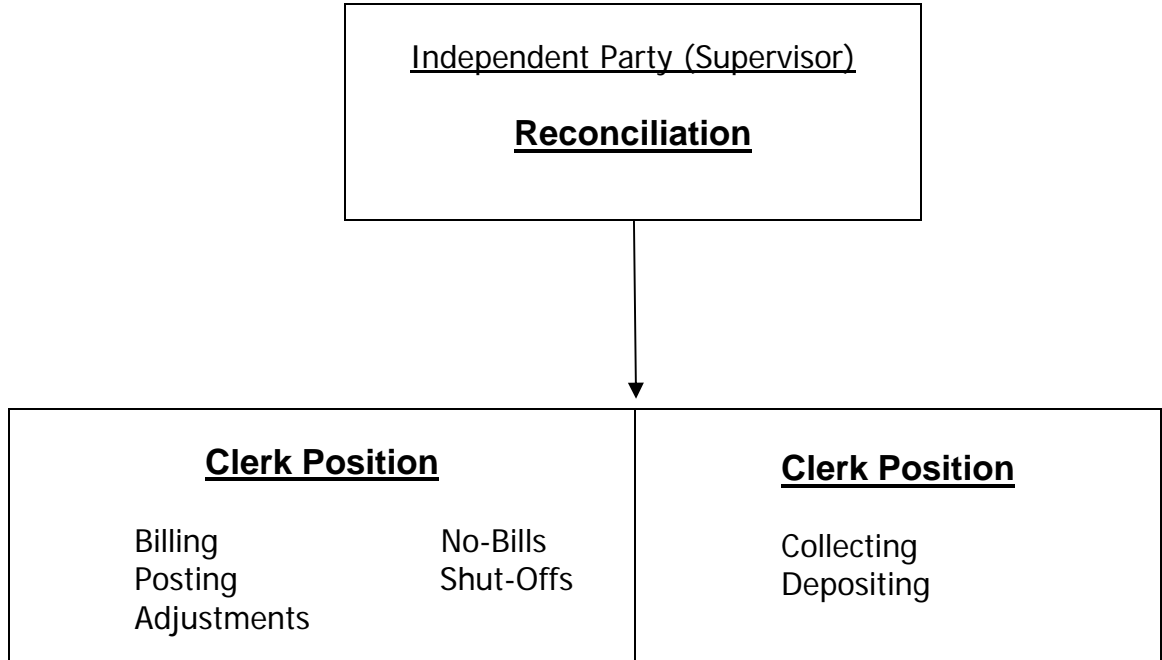 Independent Party (Supervisor)
Reconciliation
Clerk Position
Billing No-Bills
Posting Shut-Offs
Adjustments
Clerk Position
Collecting
Depositing